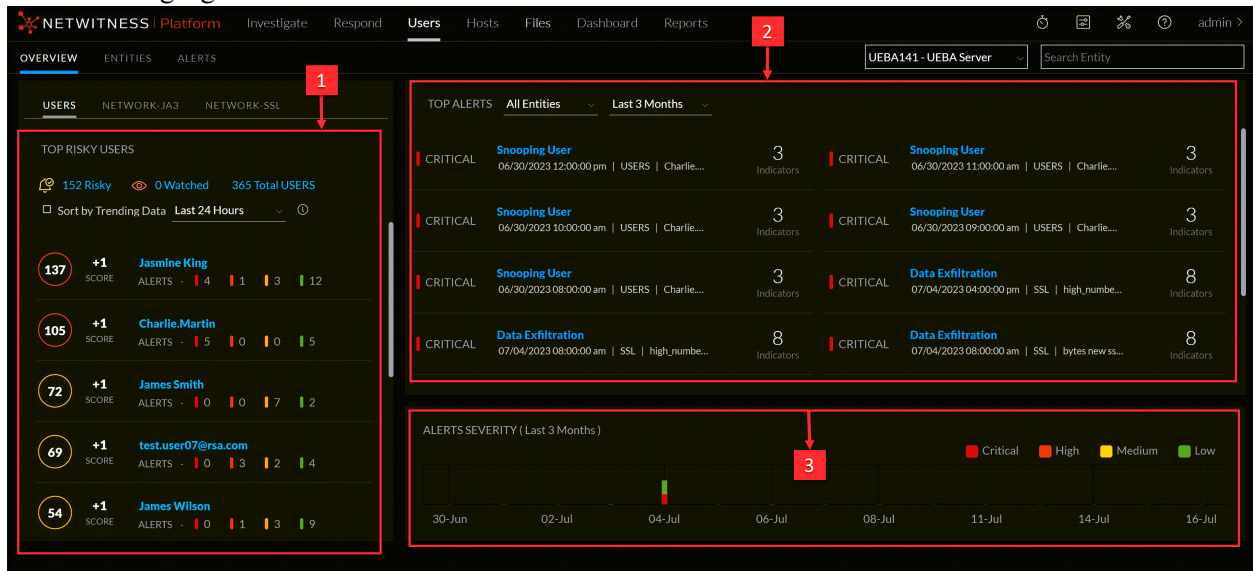 NETWITNESS | Platform Investigate Respond Users Hosts Files Dashboard Reports admin >
OVERVIEW ENTITIES ALERTS UEBA141 - UEBA Server Search Entity
1
2
USERS NETWORK-JA3 NETWORK-SSL
TOP RISKY USERS
152 Risky 0 Watched 365 Total USERS
Sort by Trending Data Last 24 Hours
137 +1 SCORE Jasmine King
ALERTS - 4 1 3 12
105 +1 SCORE Charlie.Martin
ALERTS - 5 0 0 5
72 +1 SCORE James Smith
ALERTS - 0 0 7 2
69 +1 SCORE test.user07@rsa.com
ALERTS - 0 3 2 4
54 +1 SCORE James Wilson
ALERTS - 0 1 3 9
TOP ALERTS All Entities Last 3 Months
CRITICAL Snooping User 3 Indicators
06/30/2023 12:00:00 pm | USERS | Charlie....
CRITICAL Snooping User 3 Indicators
06/30/2023 11:00:00 am | USERS | Charlie....
CRITICAL Snooping User 3 Indicators
06/30/2023 10:00:00 am | USERS | Charlie....
CRITICAL Snooping User 3 Indicators
06/30/2023 09:00:00 am | USERS | Charlie....
CRITICAL Snooping User 3 Indicators
06/30/2023 08:00:00 am | USERS | Charlie....
CRITICAL Data Exfiltration 8 Indicators
07/04/2023 04:00:00 pm | SSL | high_numbe...
CRITICAL Data Exfiltration 8 Indicators
07/04/2023 08:00:00 am | SSL | high_numbe...
CRITICAL Data Exfiltration 8 Indicators
07/04/2023 08:00:00 am | SSL | bytes new ss...
ALERTS SEVERITY ( Last 3 Months )
Critical High Medium Low
3
30-Jun 02-Jul 04-Jul 06-Jul 08-Jul 11-Jul 14-Jul 16-Jul